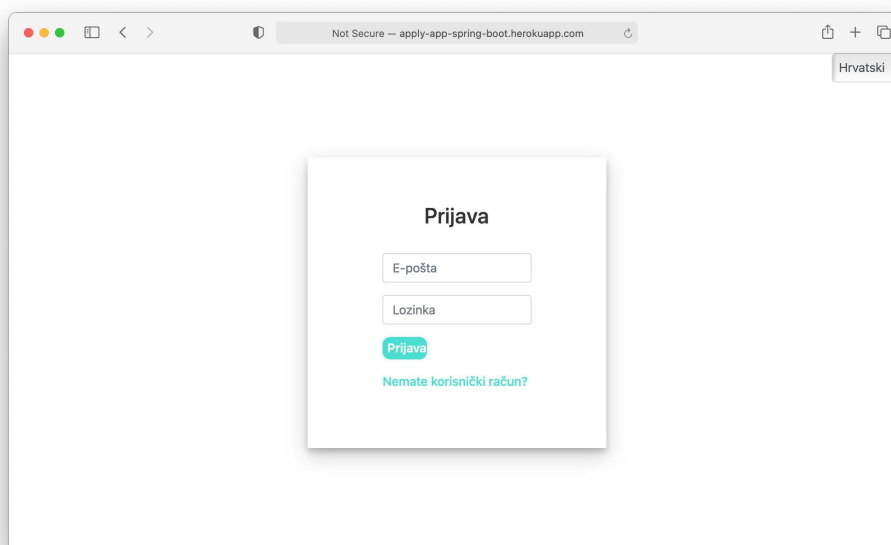 Not Secure — apply-app-spring-boot.herokuapp.com
Hrvatski
Prijava
E-pošta
Lozinka
Prijava
Nemate korisnički račun?